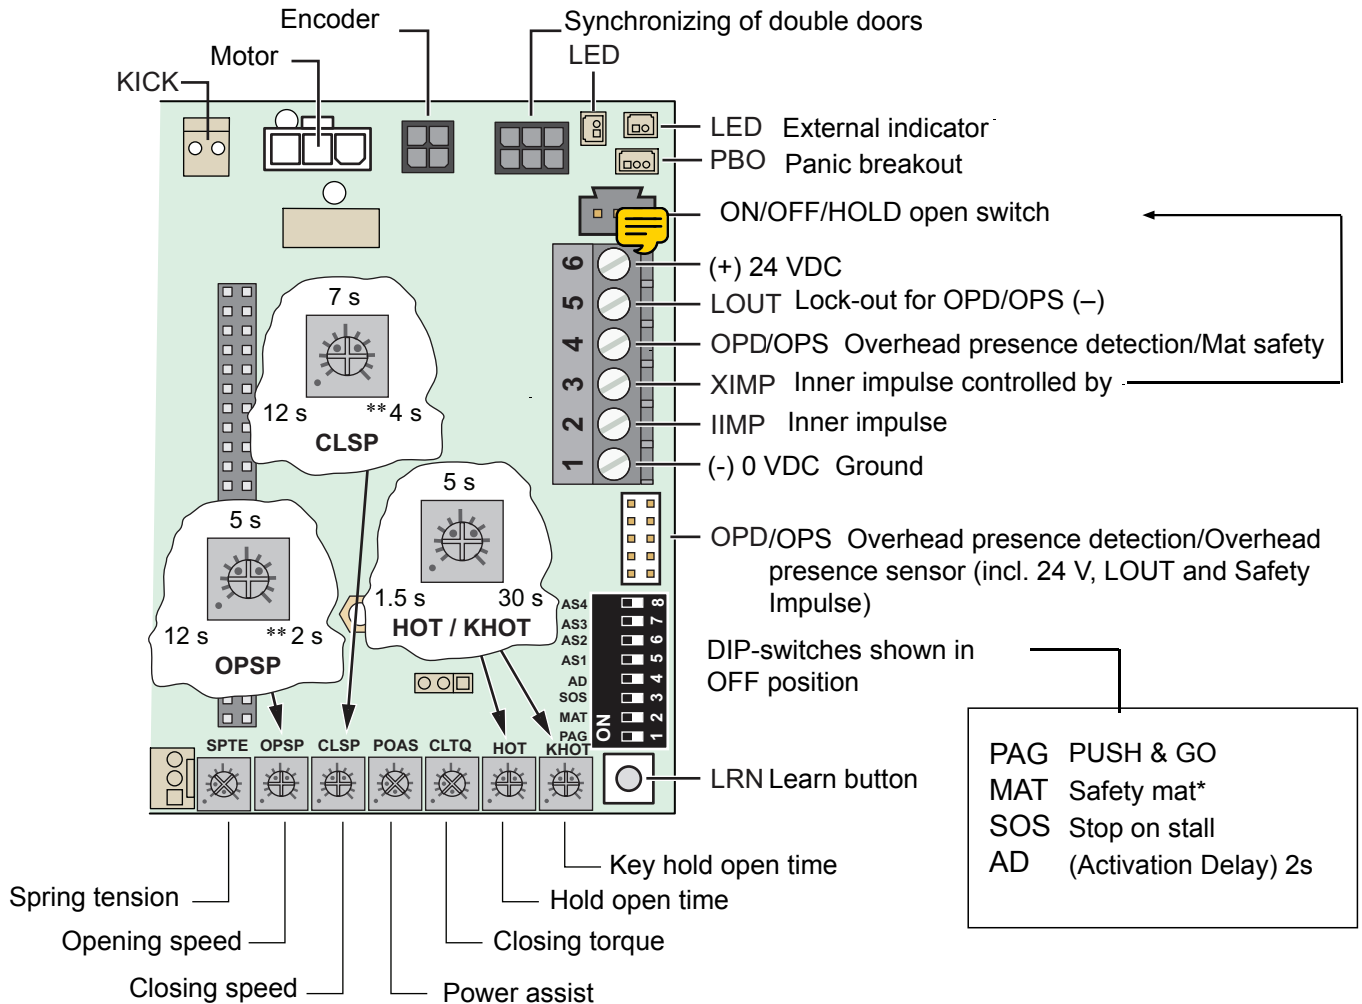 Encoder
Synchronizing of double doors
Motor
LED
KICK
LED External indicator
PBO Panic breakout
ON/OFF/HOLD open switch
6 (+) 24 VDC
5 LOUT Lock-out for OPD/OPS (–)
4 OPD/OPS Overhead presence detection/Mat safety
3 XIMP Inner impulse controlled by
2 IIMP Inner impulse
1 (-) 0 VDC Ground
7 s
12 s **4 s
CLSP
5 s
1.5 s 30 s
HOT / KHOT
5 s
12 s ** 2 s
OPSP
OPD/OPS Overhead presence detection/Overhead
presence sensor (incl. 24 V, LOUT and Safety
Impulse)
AS4 8
AS3 7
AS2 6
AS1 5
AD 4
SOS 3
MAT 2
PAG 1
ON
DIP-switches shown in
OFF position
SPTE OPSP CLSP POAS CLTQ HOT KHOT
LRN Learn button
PAG PUSH & GO
MAT Safety mat*
SOS Stop on stall
AD (Activation Delay) 2s
Key hold open time
Spring tension
Hold open time
Opening speed
Closing torque
Closing speed
Power assist